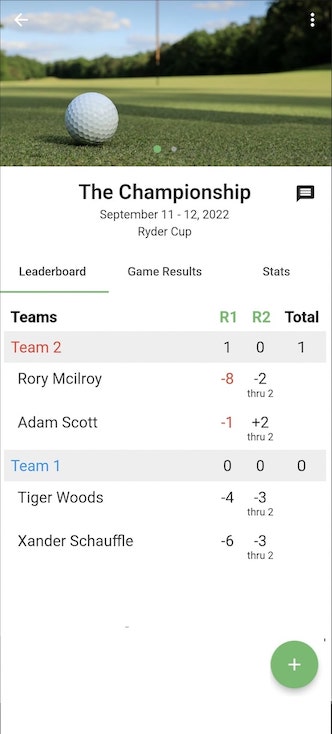 The Championship
September 11 - 12, 2022
Ryder Cup
Leaderboard Game Results Stats
Teams R1 R2 Total
Team 2 1 0 1
Rory Mcilroy -8 -2
thru 2
Adam Scott -1 +2
thru 2
Team 1 0 0 0
Tiger Woods -4 -3
thru 2
Xander Schauffle -6 -3
thru 2
+